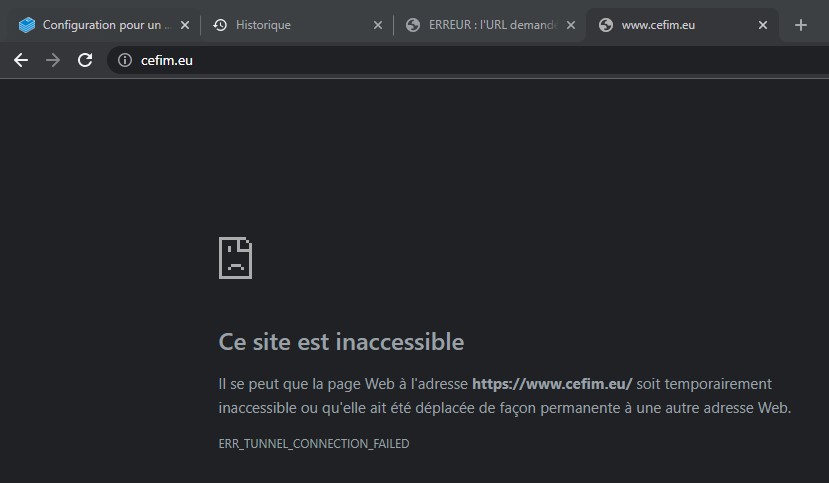 Configuration pour un ..
Historique
ERREUR : l'URL demande
www.cefim.eu
cefim.eu
Ce site est inaccessible
Il se peut que la page Web à l'adresse https://www.cefim.eu/ soit temporairement
inaccessible ou qu'elle ait été déplacée de façon permanente à une autre adresse Web.
ERR_TUNNEL_CONNECTION_FAILED